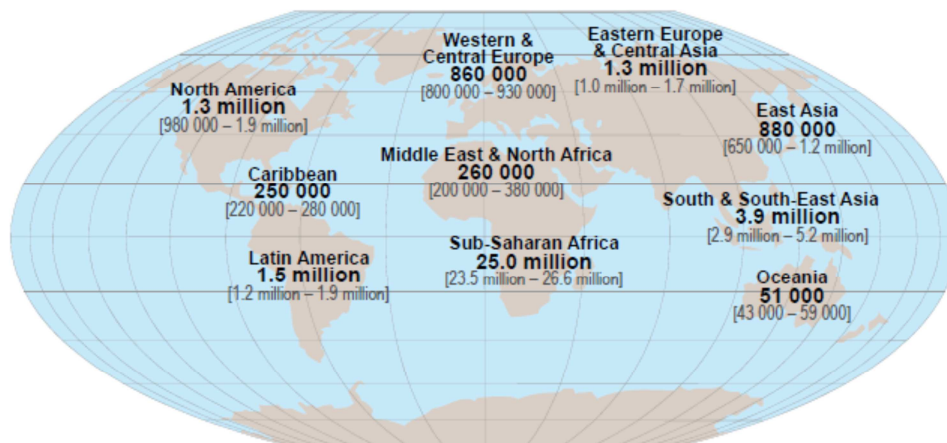 Western &
Central Europe
860 000
[800 000 – 930 000]
Eastern Europe
& Central Asia
1.3 million
[1.0 million – 1.7 million]
North America
1.3 million
[980 000 – 1.9 million]
East Asia
880 000
[650 000 – 1.2 million]
Middle East & North Africa
260 000
[200 000 – 380 000]
Caribbean
250 000
[220 000 – 280 000]
South & South-East Asia
3.9 million
[2.9 million – 5.2 million]
Sub-Saharan Africa
25.0 million
[23.5 million – 26.6 million]
Latin America
1.5 million
[1.2 million – 1.9 million]
Oceania
51 000
[43 000 – 59 000]